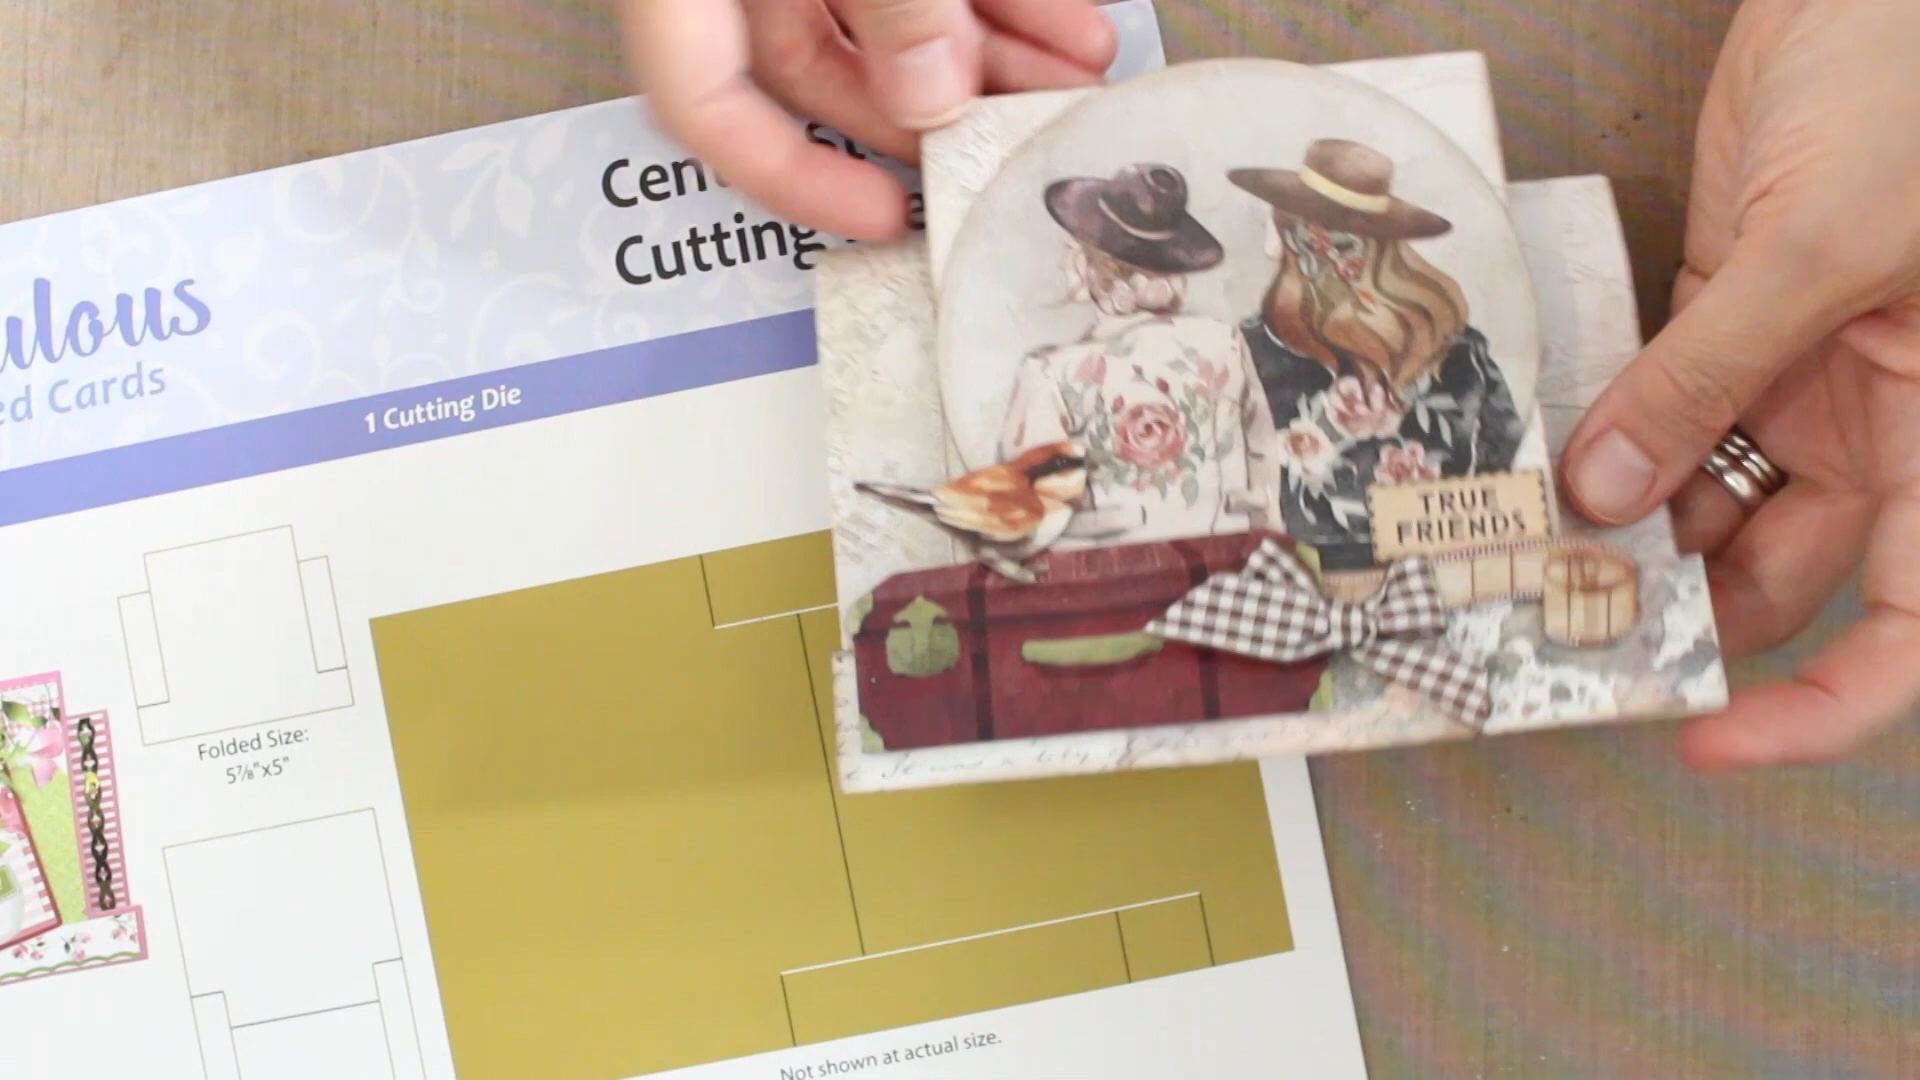 Cen
Cutting
ulous
ed Cards
1 Cutting Die
TRUE
FRIENDS
Folded Size:
5⅞"x5"
Not shown at actual size.